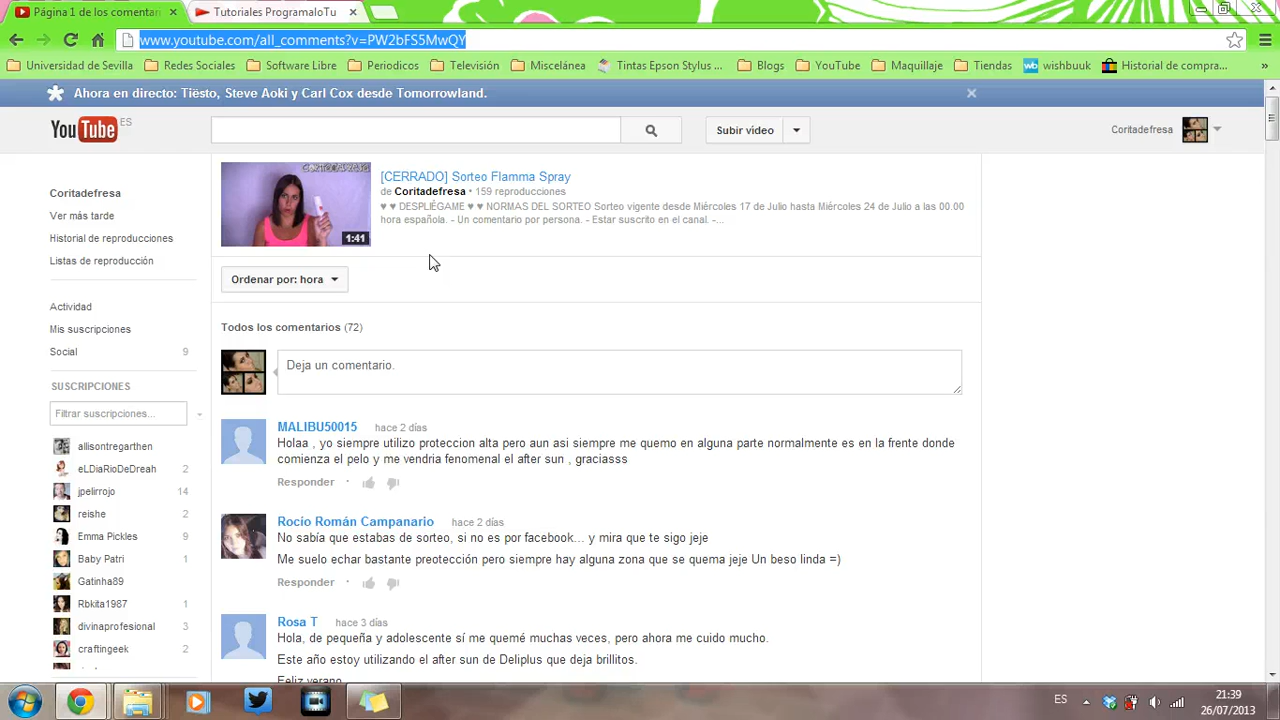 Página 1 de los comentar
Tutoriales ProgramaloTu
www.youtube.com/all_comments?v=PW2bFS5MwQY
Universidad de Sevilla Redes Sociales Software Libre Periodicos Televisión Miscelánea Tintas Epson Stylus ... Blogs YouTube Maquillaje Tiendas wishbuuk Historial de compra... »
Ahora en directo: Tiësto, Steve Aoki y Carl Cox desde Tomorrowland.
YouTube ES
Subir vídeo
Coritadefresa
Coritadefresa
Ver más tarde
Historial de reproducciones
Listas de reproducción
Actividad
Mis suscripciones
Social 9
SUSCRIPCIONES
Filtrar suscripciones...
allisontregarthen
eLDiaRioDeDreah 2
jpelirrojo 14
reishe 2
Emma Pickles 9
Baby Patri 1
Gatinha89 2
Rbkita1987 1
divinaprofesional 3
craftingeek 2
1:41
[CERRADO] Sorteo Flamma Spray
de Coritadefresa • 159 reproducciones
♥ ♥ DESPLIÉGAME ♥ ♥ NORMAS DEL SORTEO Sorteo vigente desde Miércoles 17 de Julio hasta Miércoles 24 de Julio a las 00.00
hora española. - Un comentario por persona. - Estar suscrito en el canal. -...
Ordenar por: hora
Todos los comentarios (72)
Deja un comentario.
MALIBU50015 hace 2 días
Holaa , yo siempre utilizo proteccion alta pero aun asi siempre me quemo en alguna parte normalmente es en la frente donde
comienza el pelo y me vendria fenomenal el after sun , graciasss
Responder ·
Rocío Román Campanario hace 2 días
No sabía que estabas de sorteo, si no es por facebook... y mira que te sigo jeje
Me suelo echar bastante preotección pero siempre hay alguna zona que se quema jeje Un beso linda =)
Responder ·
Rosa T hace 3 días
Hola, de pequeña y adolescente sí me quemé muchas veces, pero ahora me cuido mucho.
Este año estoy utilizando el after sun de Deliplus que deja brillitos.
Feliz verano
ES
21:39
26/07/2013